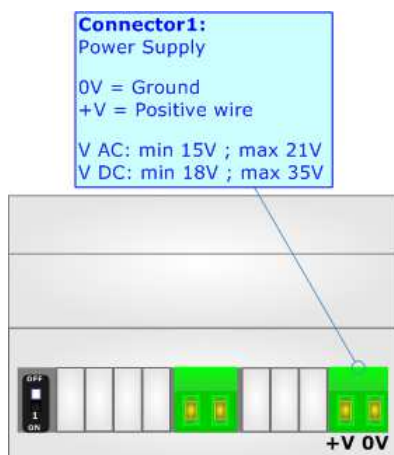 Connector1:
Power Supply
0V = Ground
+V = Positive wire
V AC: min 15V ; max 21V
V DC: min 18V ; max 35V
OFF
1
ON
+V 0V